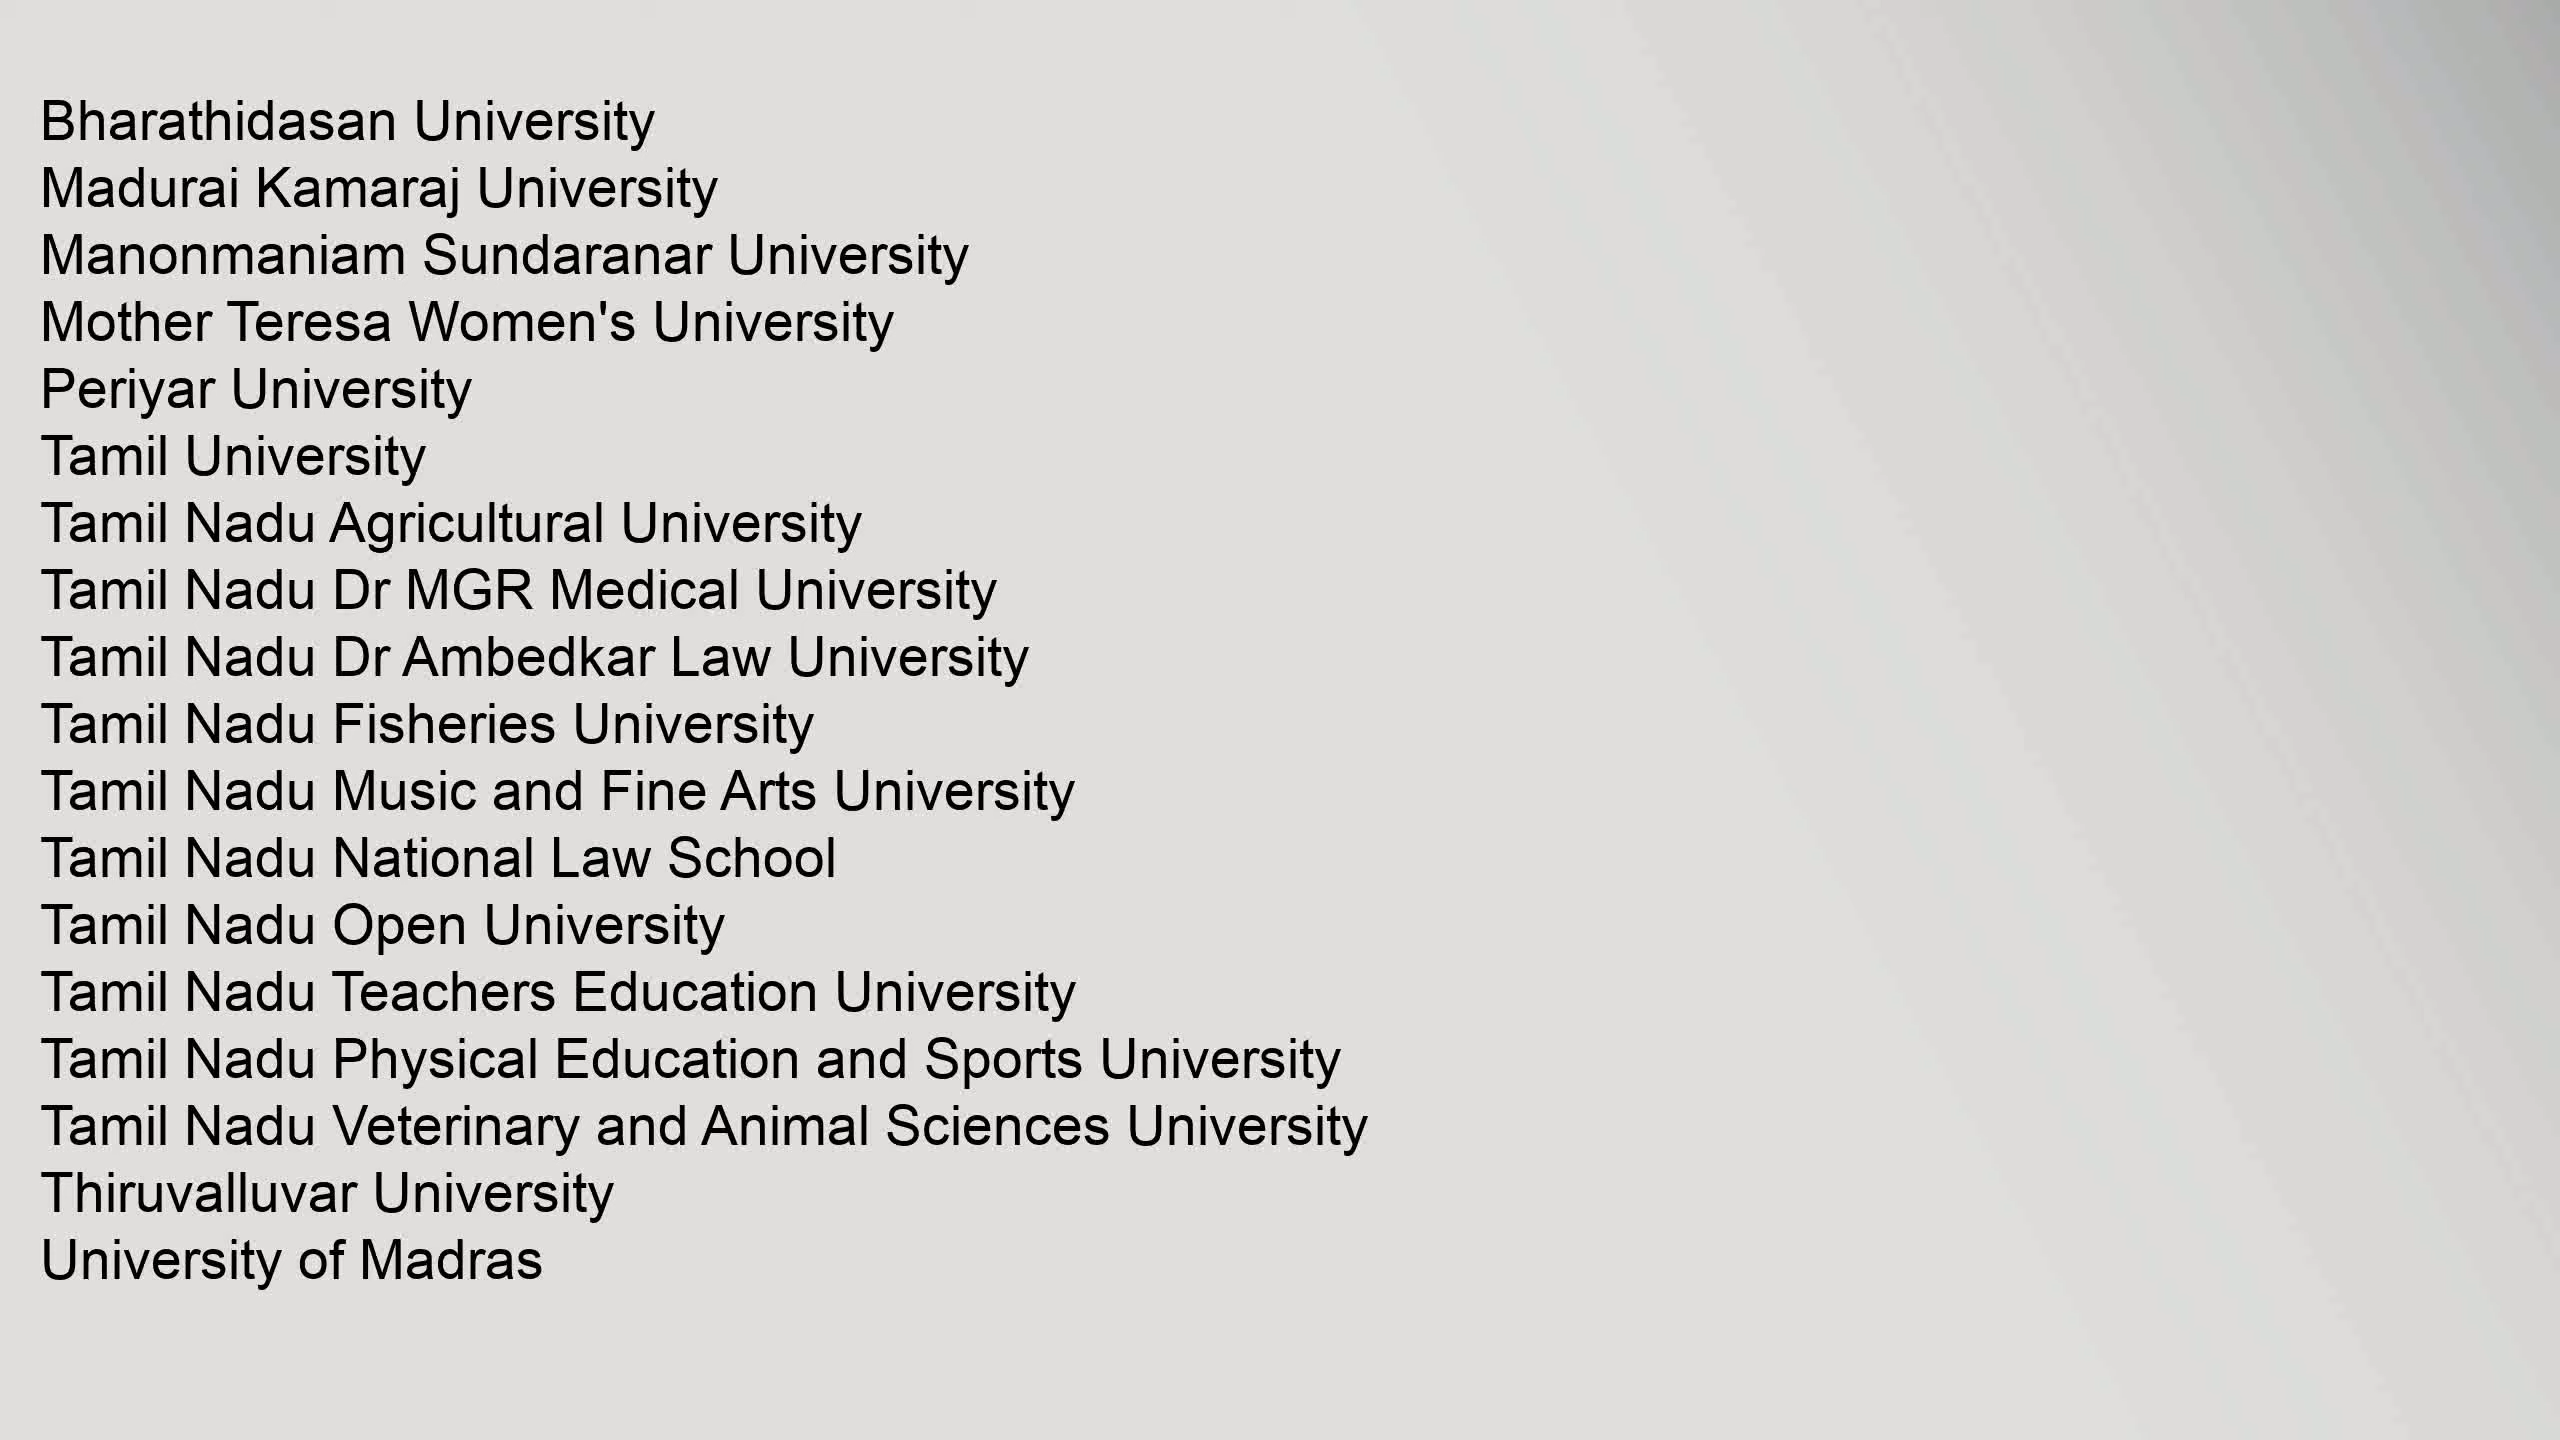 Bharathidasan University
Madurai Kamaraj University
Manonmaniam Sundaranar University
Mother Teresa Women's University
Periyar University
Tamil University
Tamil Nadu Agricultural University
Tamil Nadu Dr MGR Medical University
Tamil Nadu Dr Ambedkar Law University
Tamil Nadu Fisheries University
Tamil Nadu Music and Fine Arts University
Tamil Nadu National Law School
Tamil Nadu Open University
Tamil Nadu Teachers Education University
Tamil Nadu Physical Education and Sports University
Tamil Nadu Veterinary and Animal Sciences University
Thiruvalluvar University
University of Madras